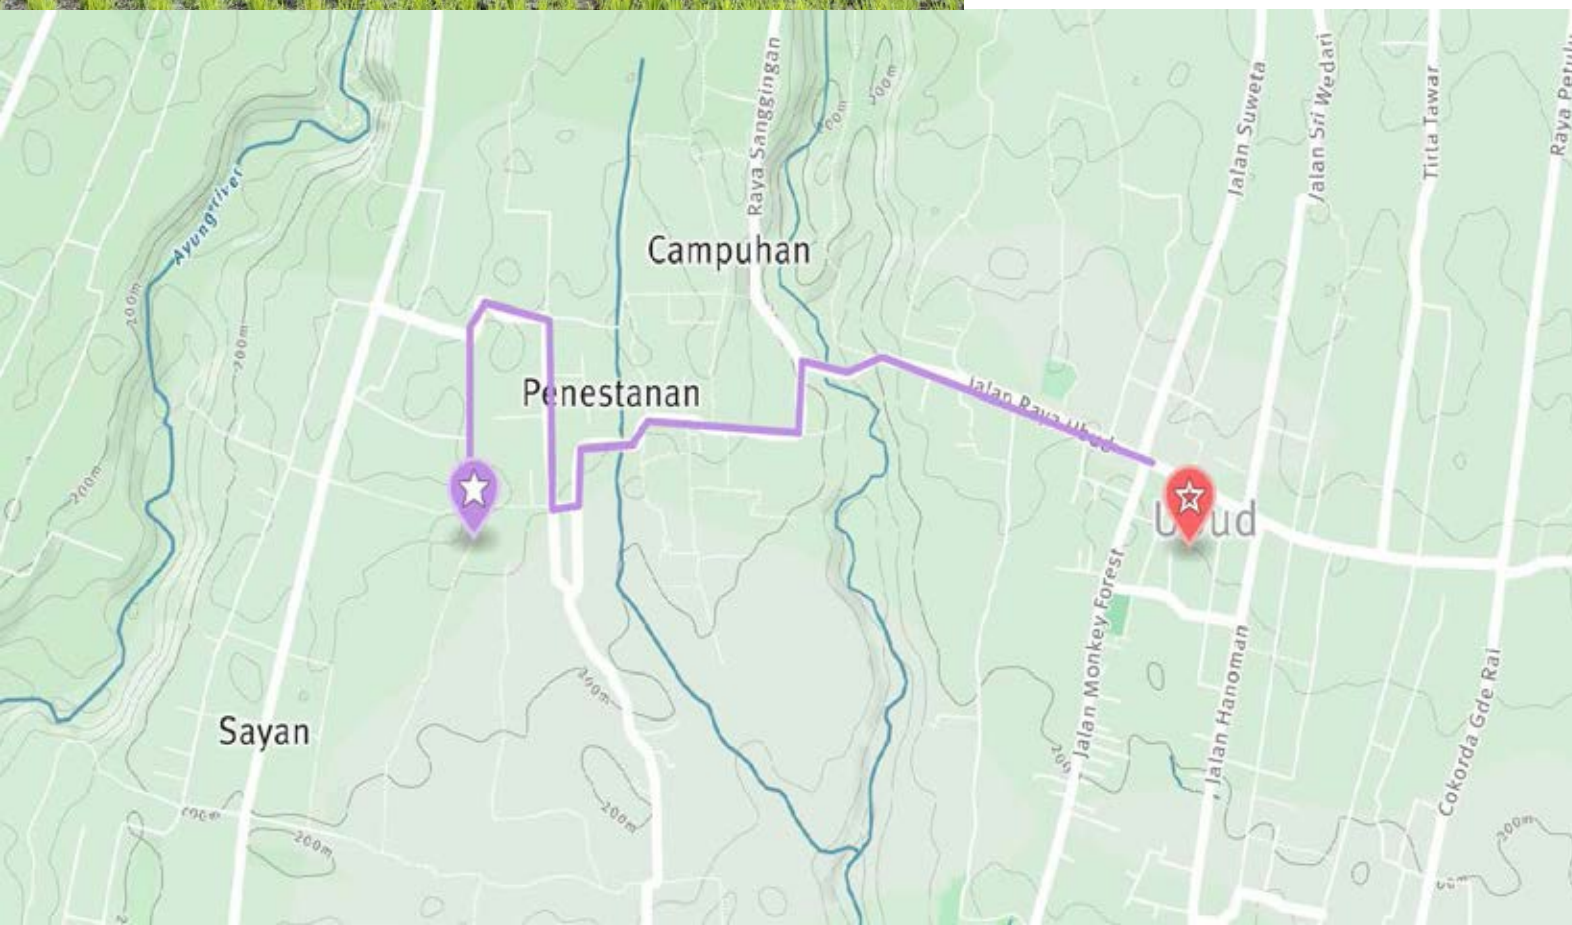 Raya Sanggingan
200m
200m
Jalan Suweta
Jalan Sri Wedari
Tirta Tawar
Raya Petulu
Ayung river
Campuhan
200m
200m
Penestanan
Jalan Raya Ubud
200m
Ubud
Jalan Monkey Forest
Jalan Hanoman
Cokorda Gde Rai
200m
Sayan
200m
200m
200m
200m